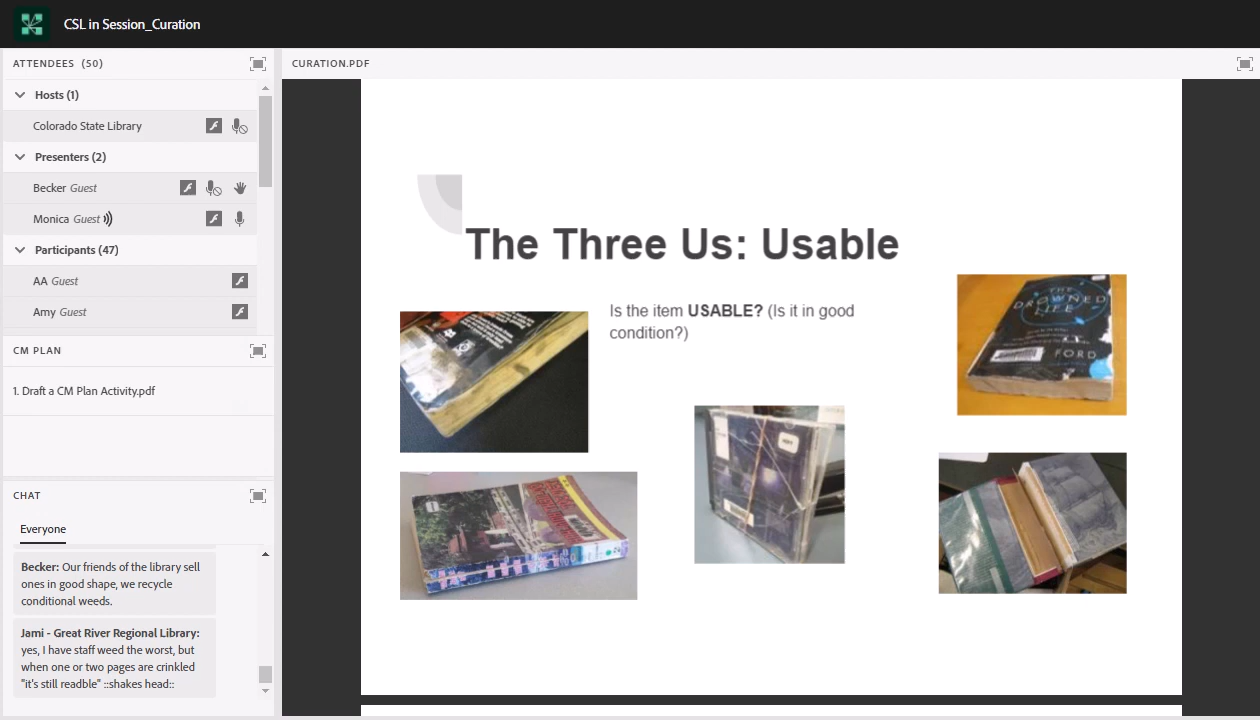 CSL in Session_Curation
ATTENDEES (50)
Hosts (1)
Colorado State Library
Presenters (2)
Becker Guest
Monica Guest
Participants (47)
AA Guest
Amy Guest
CM PLAN
1. Draft a CM Plan Activity.pdf
CHAT
Everyone
Becker: Our friends of the library sell
ones in good shape, we recycle
conditional weeds.
Jami - Great River Regional Library:
yes, I have staff weed the worst, but
when one or two pages are crinkled
"it's still readble" ::shakes head::
CURATION.PDF
The Three Us: Usable
Is the item USABLE? (Is it in good
condition?)
THE
DROWNED
LIFE
FORD